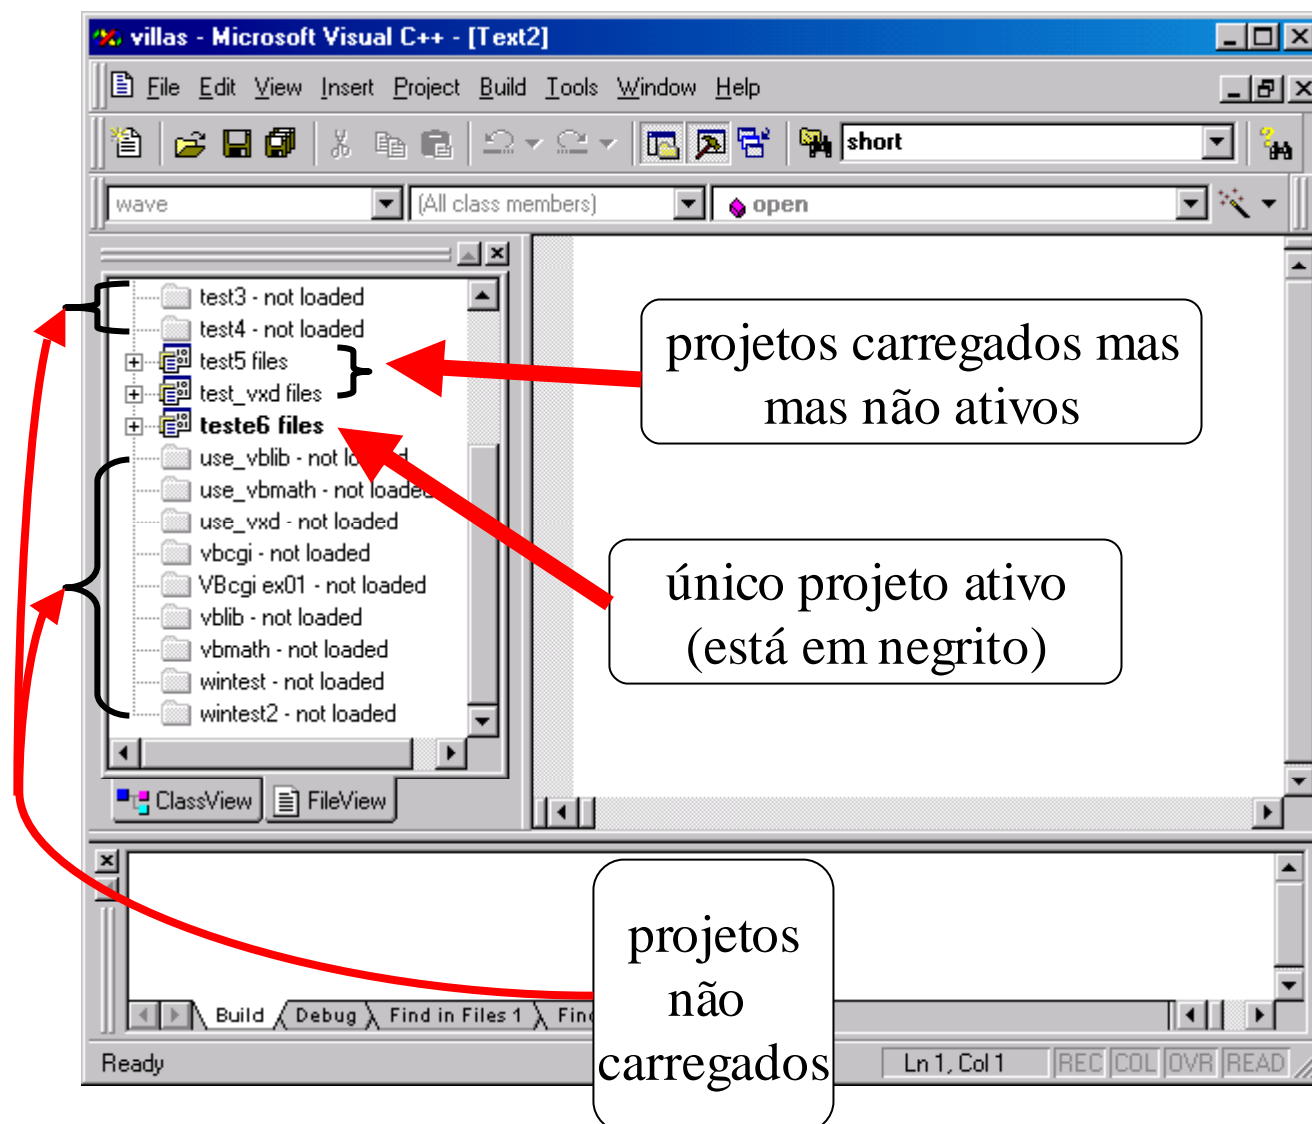 villas - Microsoft Visual C++ - [Text2]
File Edit View Insert Project Build Tools Window Help
short
wave
(All class members)
open
test3 - not loaded
test4 - not loaded
test5 files
test_vxd files
teste6 files
use_vblib - not loaded
use_vbmath - not loaded
use_vxd - not loaded
vbcgi - not loaded
VBcgi ex01 - not loaded
vblib - not loaded
vbmath - not loaded
wintest - not loaded
wintest2 - not loaded
ClassView FileView
projetos carregados mas
mas não ativos
único projeto ativo
(está em negrito)
projetos
não
carregados
Build Debug Find in Files 1
Ready
Ln 1, Col 1 REC COL OVR READ